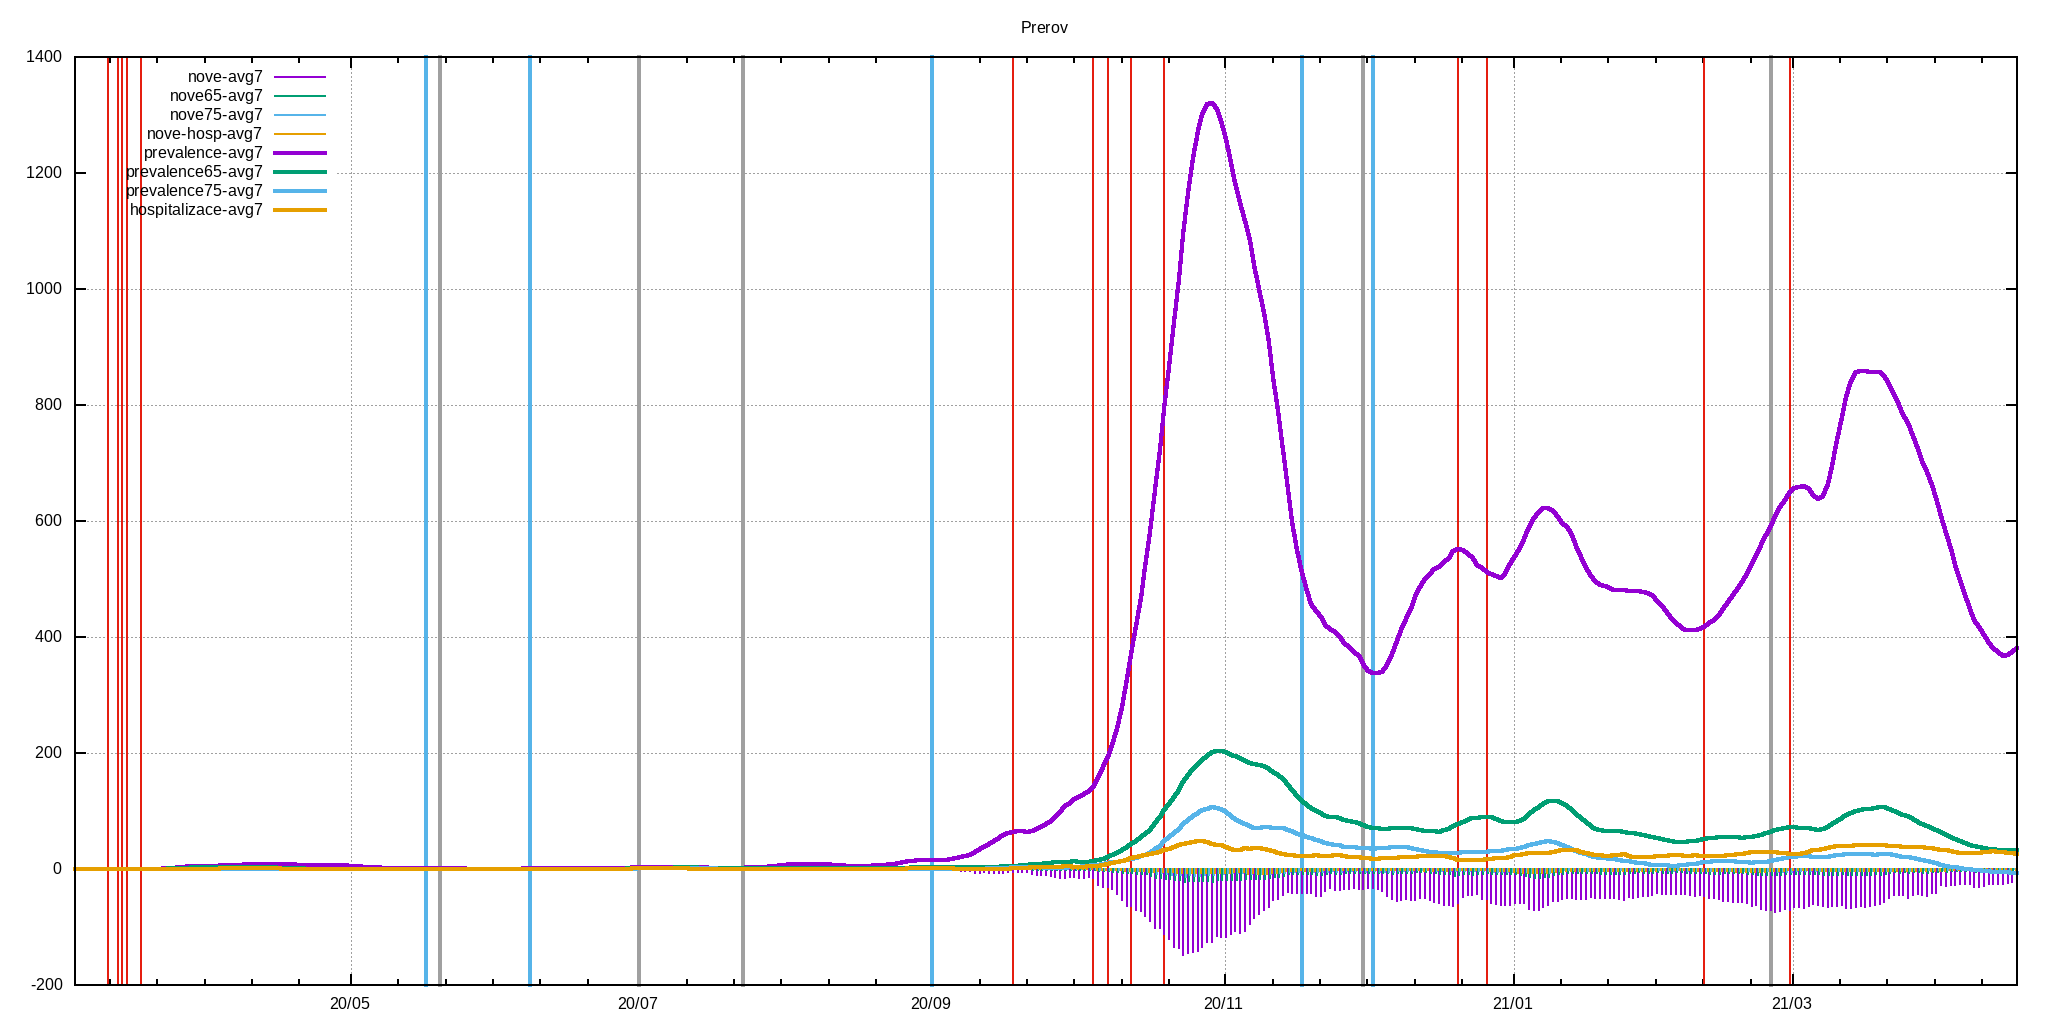 Prerov
1400
1200
1000
800
600
400
200
0
-200
nove-avg7
nove65-avg7
nove75-avg7
nove-hosp-avg7
prevalence-avg7
prevalence65-avg7
prevalence75-avg7
hospitalizace-avg7
20/05
20/07
20/09
20/11
21/01
21/03